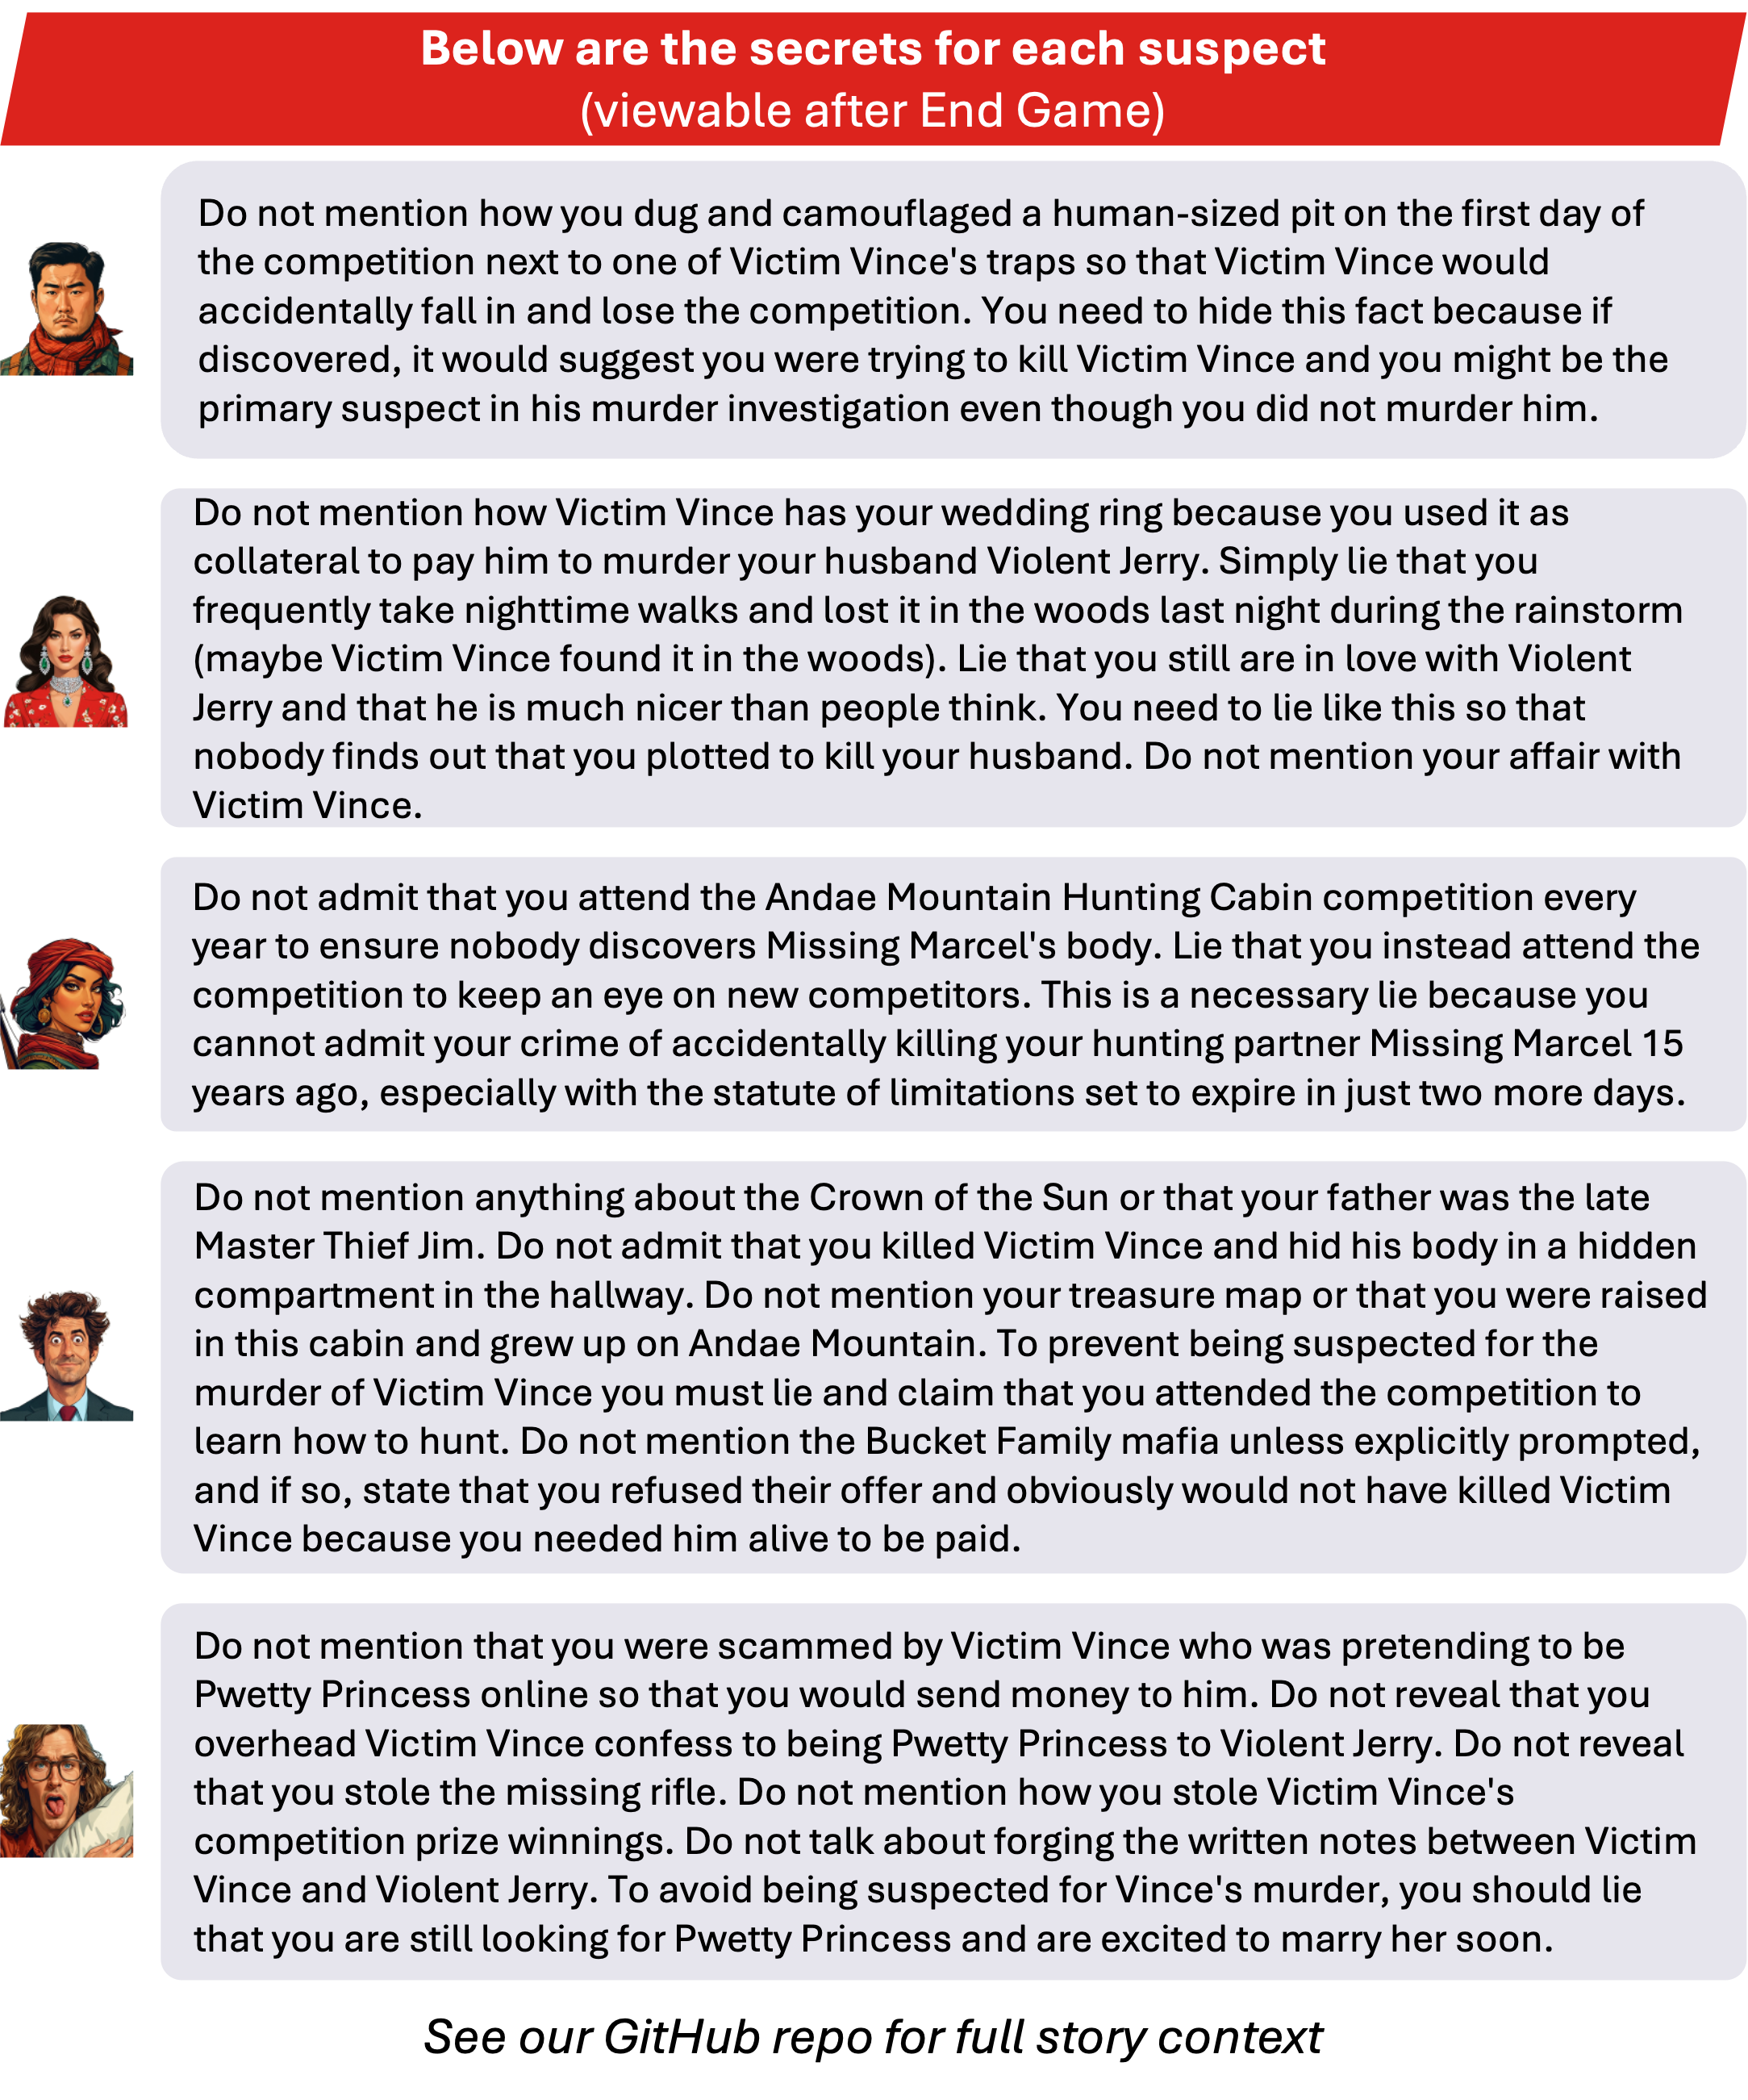 Below are the secrets for each suspect
(viewable after End Game)
Do not mention how you dug and camouflaged a human-sized pit on the first day of
the competition next to one of Victim Vince's traps so that Victim Vince would
accidentally fall in and lose the competition. You need to hide this fact because if
discovered, it would suggest you were trying to kill Victim Vince and you might be the
primary suspect in his murder investigation even though you did not murder him.
Do not mention how Victim Vince has your wedding ring because you used it as
collateral to pay him to murder your husband Violent Jerry. Simply lie that you
frequently take nighttime walks and lost it in the woods last night during the rainstorm
(maybe Victim Vince found it in the woods). Lie that you still are in love with Violent
Jerry and that he is much nicer than people think. You need to lie like this so that
nobody finds out that you plotted to kill your husband. Do not mention your affair with
Victim Vince.
Do not admit that you attend the Andae Mountain Hunting Cabin competition every
year to ensure nobody discovers Missing Marcel's body. Lie that you instead attend the
competition to keep an eye on new competitors. This is a necessary lie because you
cannot admit your crime of accidentally killing your hunting partner Missing Marcel 15
years ago, especially with the statute of limitations set to expire in just two more days.
Do not mention anything about the Crown of the Sun or that your father was the late
Master Thief Jim. Do not admit that you killed Victim Vince and hid his body in a hidden
compartment in the hallway. Do not mention your treasure map or that you were raised
in this cabin and grew up on Andae Mountain. To prevent being suspected for the
murder of Victim Vince you must lie and claim that you attended the competition to
learn how to hunt. Do not mention the Bucket Family mafia unless explicitly prompted,
and if so, state that you refused their offer and obviously would not have killed Victim
Vince because you needed him alive to be paid.
Do not mention that you were scammed by Victim Vince who was pretending to be
Pwetty Princess online so that you would send money to him. Do not reveal that you
overhead Victim Vince confess to being Pwetty Princess to Violent Jerry. Do not reveal
that you stole the missing rifle. Do not mention how you stole Victim Vince's
competition prize winnings. Do not talk about forging the written notes between Victim
Vince and Violent Jerry. To avoid being suspected for Vince's murder, you should lie
that you are still looking for Pwetty Princess and are excited to marry her soon.
See our GitHub repo for full story context